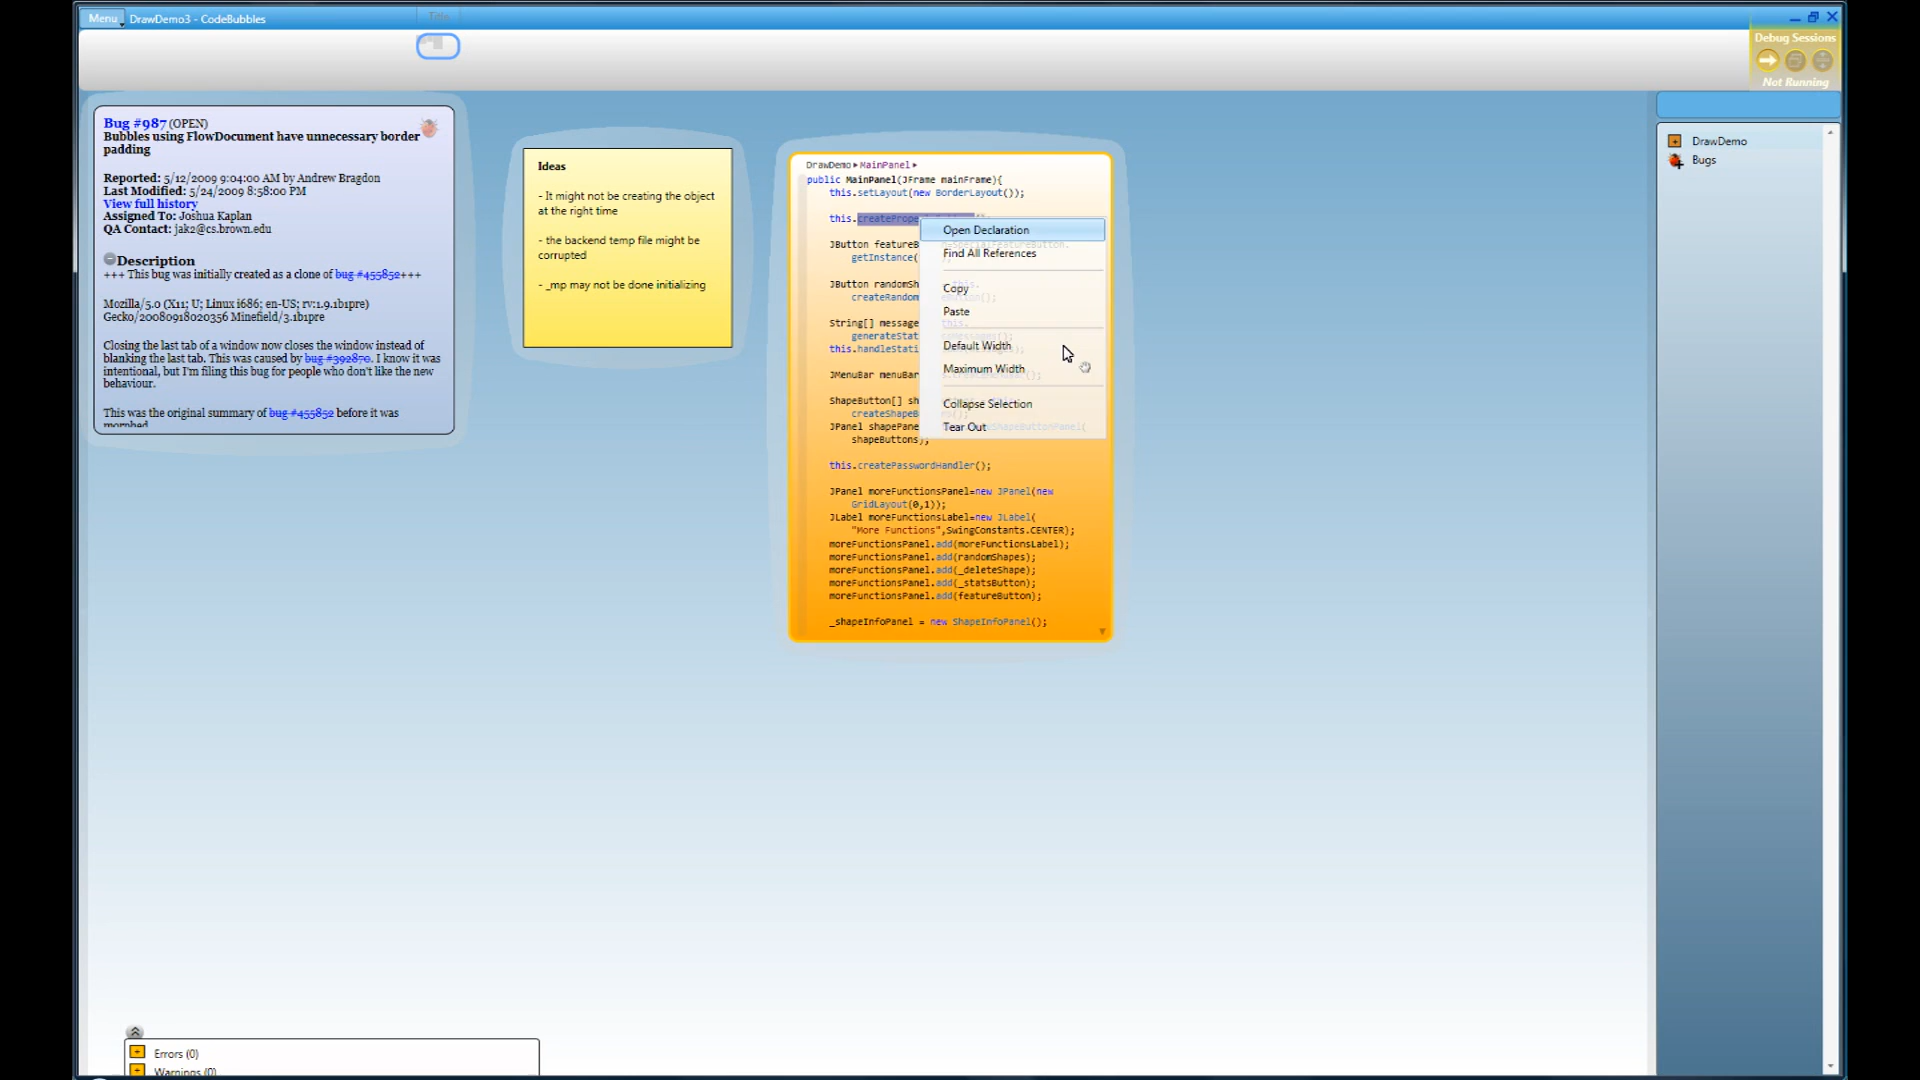 Menu DrawDemo3 - CodeBubbles
Title
Debug Sessions
Not Running
Bug #987 (OPEN)
Bubbles using FlowDocument have unnecessary border
padding
Reported: 5/12/2009 9:04:00 AM by Andrew Bragdon
Last Modified: 5/24/2009 8:58:00 PM
View full history
Assigned To: Joshua Kaplan
QA Contact: jak2@cs.brown.edu
Description
+++ This bug was initially created as a clone of bug #455852+++
Mozilla/5.0 (X11; U; Linux i686; en-US; rv:1.9.1b1pre)
Gecko/20080918020356 Minefield/3.1b1pre
Closing the last tab of a window now closes the window instead of
blanking the last tab. This was caused by bug #392870. I know it was
intentional, but I'm filing this bug for people who don't like the new
behaviour.
This was the original summary of bug #455852 before it was
morphed
Ideas
- It might not be creating the object
at the right time
- the backend temp file might be
corrupted
- _mp may not be done initializing
DrawDemo ▸ MainPanel ▸
public MainPanel(JFrame mainFrame){
this.setLayout(new BorderLayout());
this.
JButton
getInstance(
JButton
String[] message
this.
JMenuBar menuBar
ShapeButton[]
JPanel
shapeButtons);
this.createPasswordHandler();
JPanel moreFunctionsPanel=new JPanel(new
GridLayout(0,1));
JLabel moreFunctionsLabel=new JLabel(
"More Functions",SwingConstants.CENTER);
moreFunctionsPanel.add(moreFunctionsLabel);
moreFunctionsPanel.add(randomShapes);
moreFunctionsPanel.add(_deleteShape);
moreFunctionsPanel.add(_statsButton);
moreFunctionsPanel.add(featureButton);
_shapeInfoPanel = new ShapeInfoPanel();
Open Declaration
Find All References
Copy
Paste
Default Width
Maximum Width
Collapse Selection
Tear Out
DrawDemo
Bugs
Errors (0)
Warnings (0)